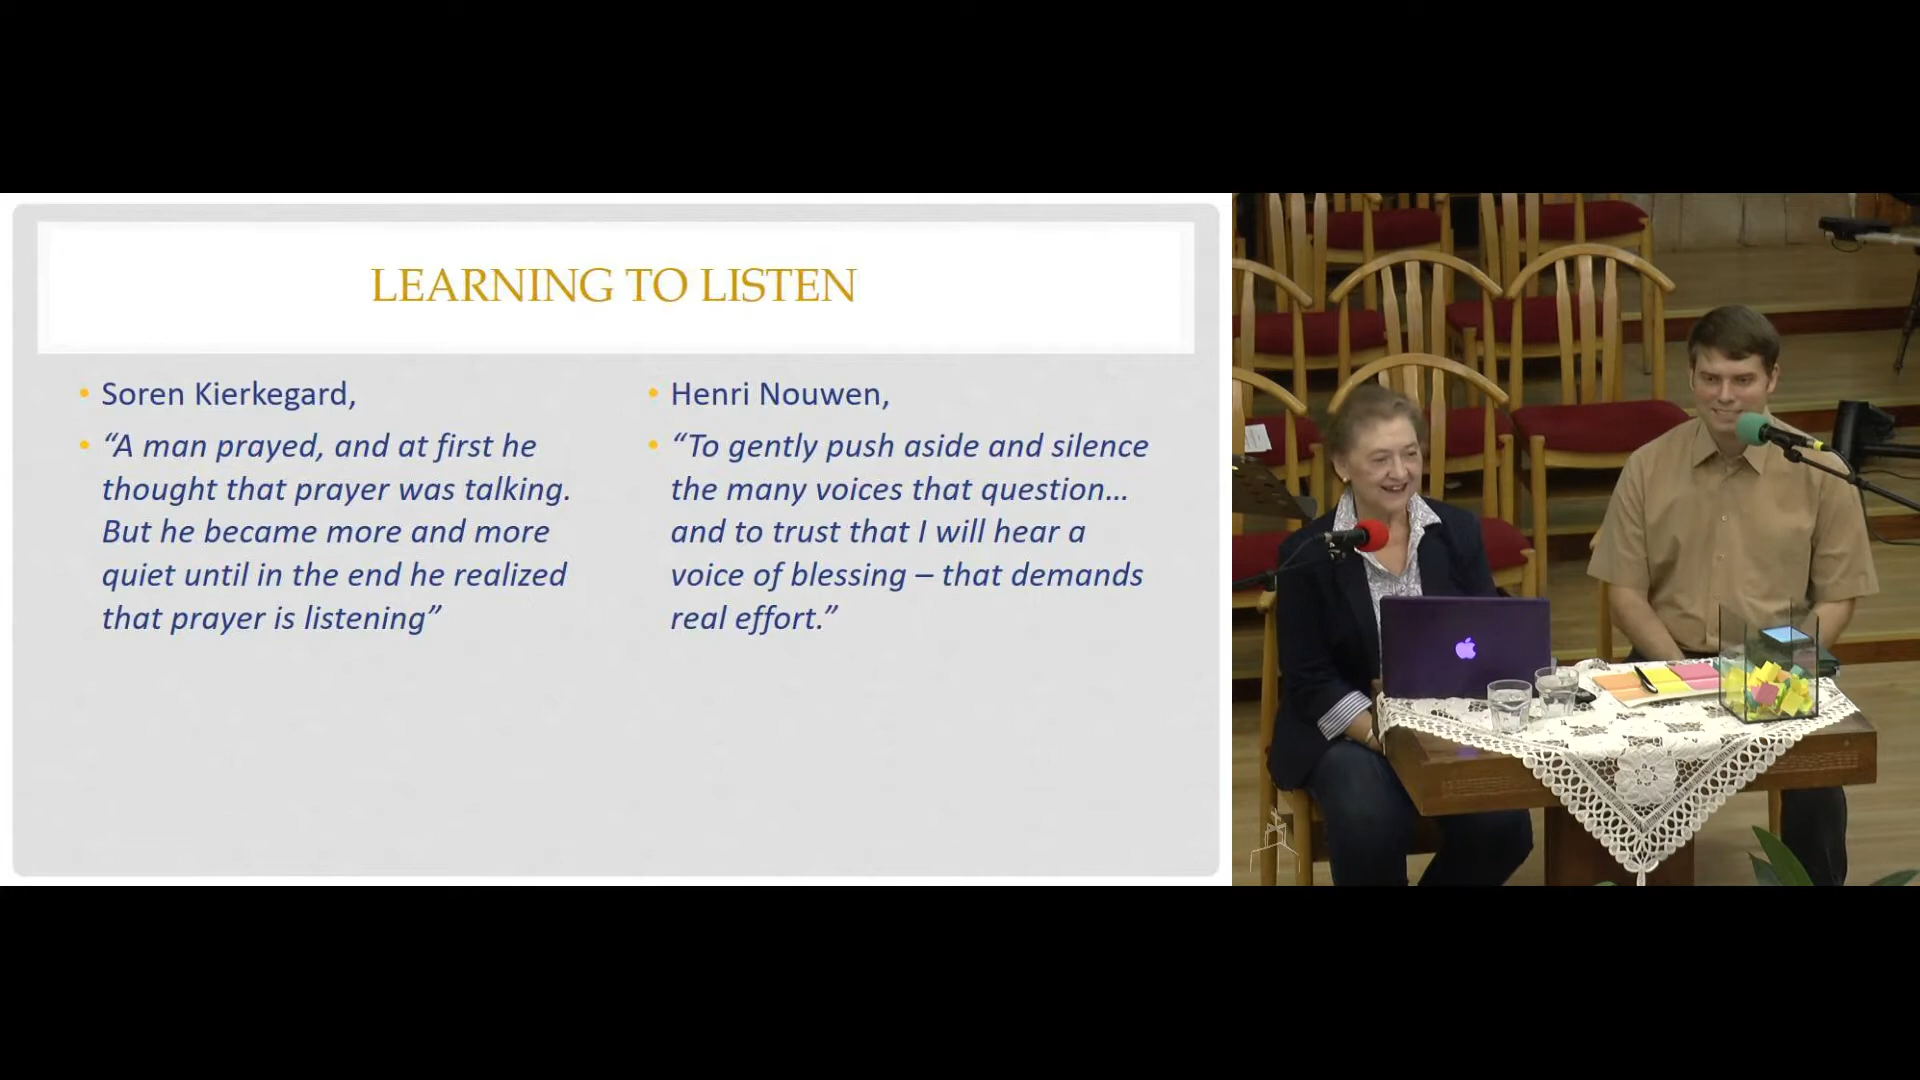 LEARNING TO LISTEN
• Soren Kierkegard,
• “A man prayed, and at first he
thought that prayer was talking.
But he became more and more
quiet until in the end he realized
that prayer is listening”
• Henri Nouwen,
• “To gently push aside and silence
the many voices that question…
and to trust that I will hear a
voice of blessing – that demands
real effort.”